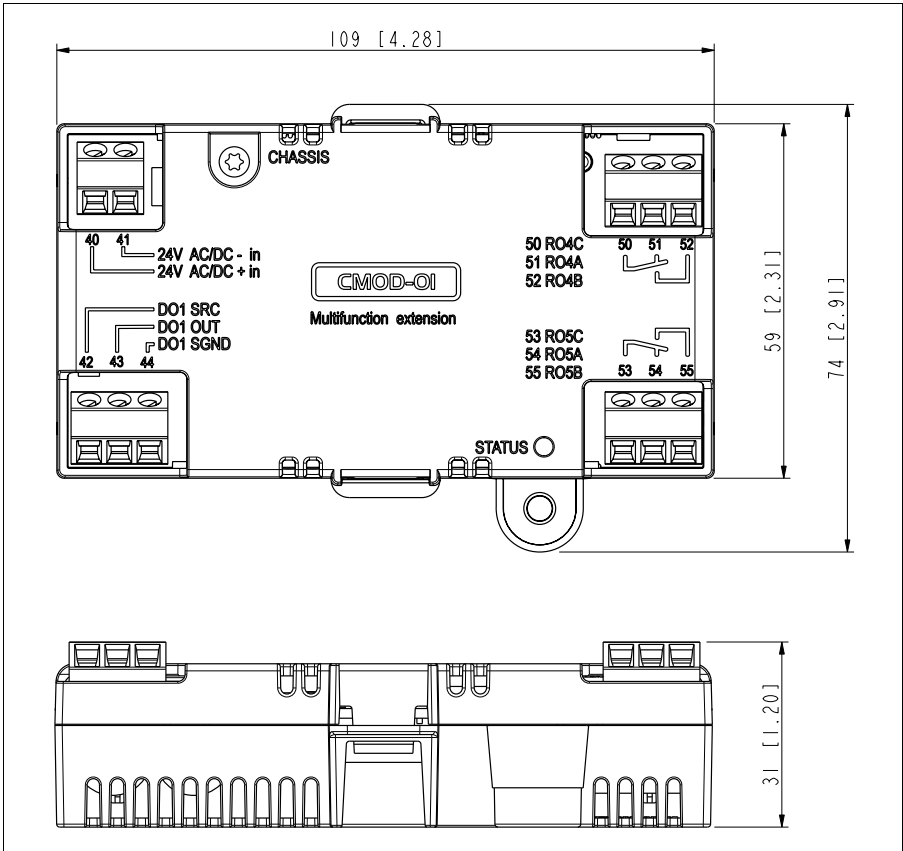 109 [4.28]
CHASSIS
40 41
24V AC/DC - in
24V AC/DC + in
50 RO4C 50 51 52
51 RO4A
52 RO4B
CMOD-01
Multifunction extension
DO1 SRC
DO1 OUT
DO1 SGND
42 43 44
53 RO5C
54 RO5A
55 RO5B 53 54 55
STATUS
59 [2.31]
74 [2.91]
31 [1.20]